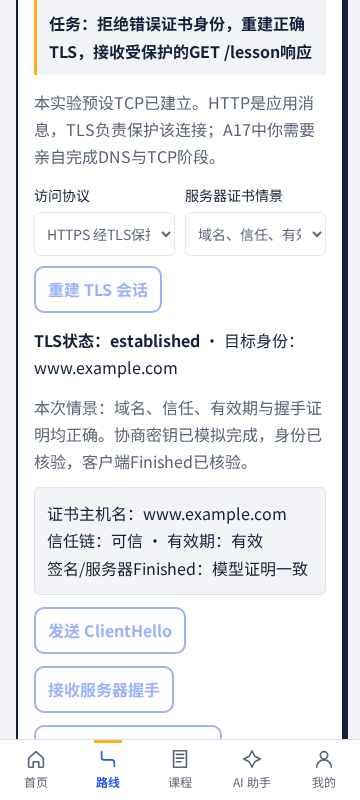 任务：拒绝错误证书身份，重建正确
TLS，接收受保护的GET /lesson响应
本实验预设TCP已建立。HTTP是应用消
息，TLS负责保护该连接；A17中你需要
亲自完成DNS与TCP阶段。
访问协议
服务器证书情景
HTTPS 经TLS保
域名、信任、有
重建 TLS 会话
TLS状态：established · 目标身份：
www.example.com
本次情景：域名、信任、有效期与握手证
明均正确。协商密钥已模拟完成，身份已
核验，客户端Finished已核验。
证书主机名：www.example.com
信任链：可信 · 有效期：有效
签名/服务器Finished：模型证明一致
发送 ClientHello
接收服务器握手
首页
路线
课程
AI 助手
我的